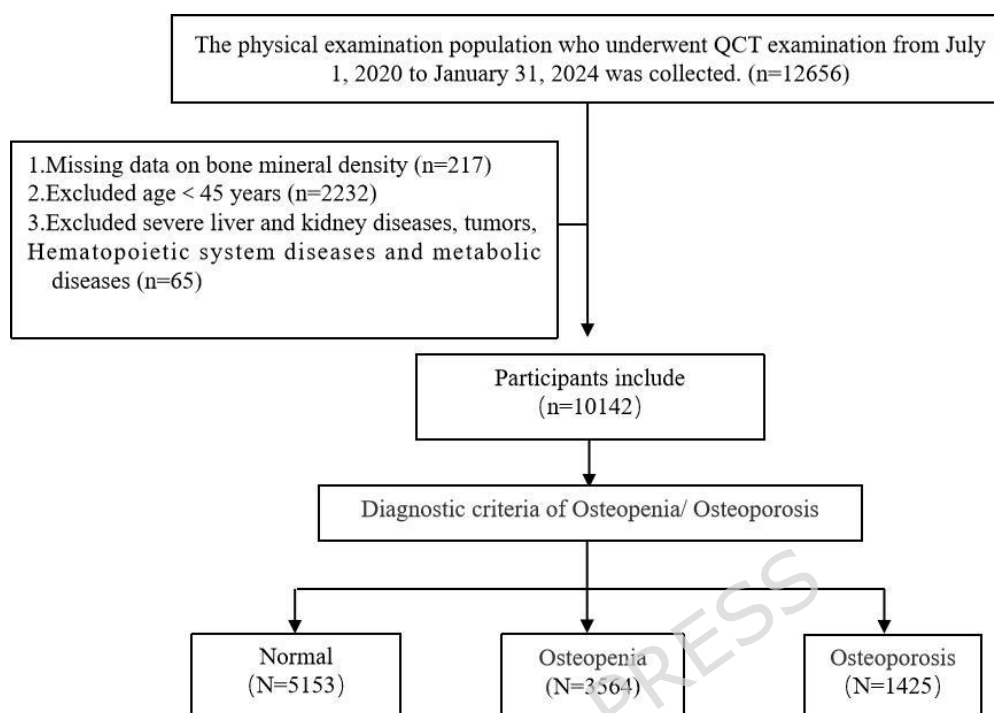 The physical examination population who underwent QCT examination from July
1, 2020 to January 31, 2024 was collected. (n=12656)
1.Missing data on bone mineral density (n=217)
2.Excluded age < 45 years (n=2232)
3.Excluded severe liver and kidney diseases, tumors,
Hematopoietic system diseases and metabolic
diseases (n=65)
Participants include
(n=10142)
Diagnostic criteria of Osteopenia/ Osteoporosis
Normal
(N=5153)
Osteopenia
(N=3564)
Osteoporosis
(N=1425)
PRESS